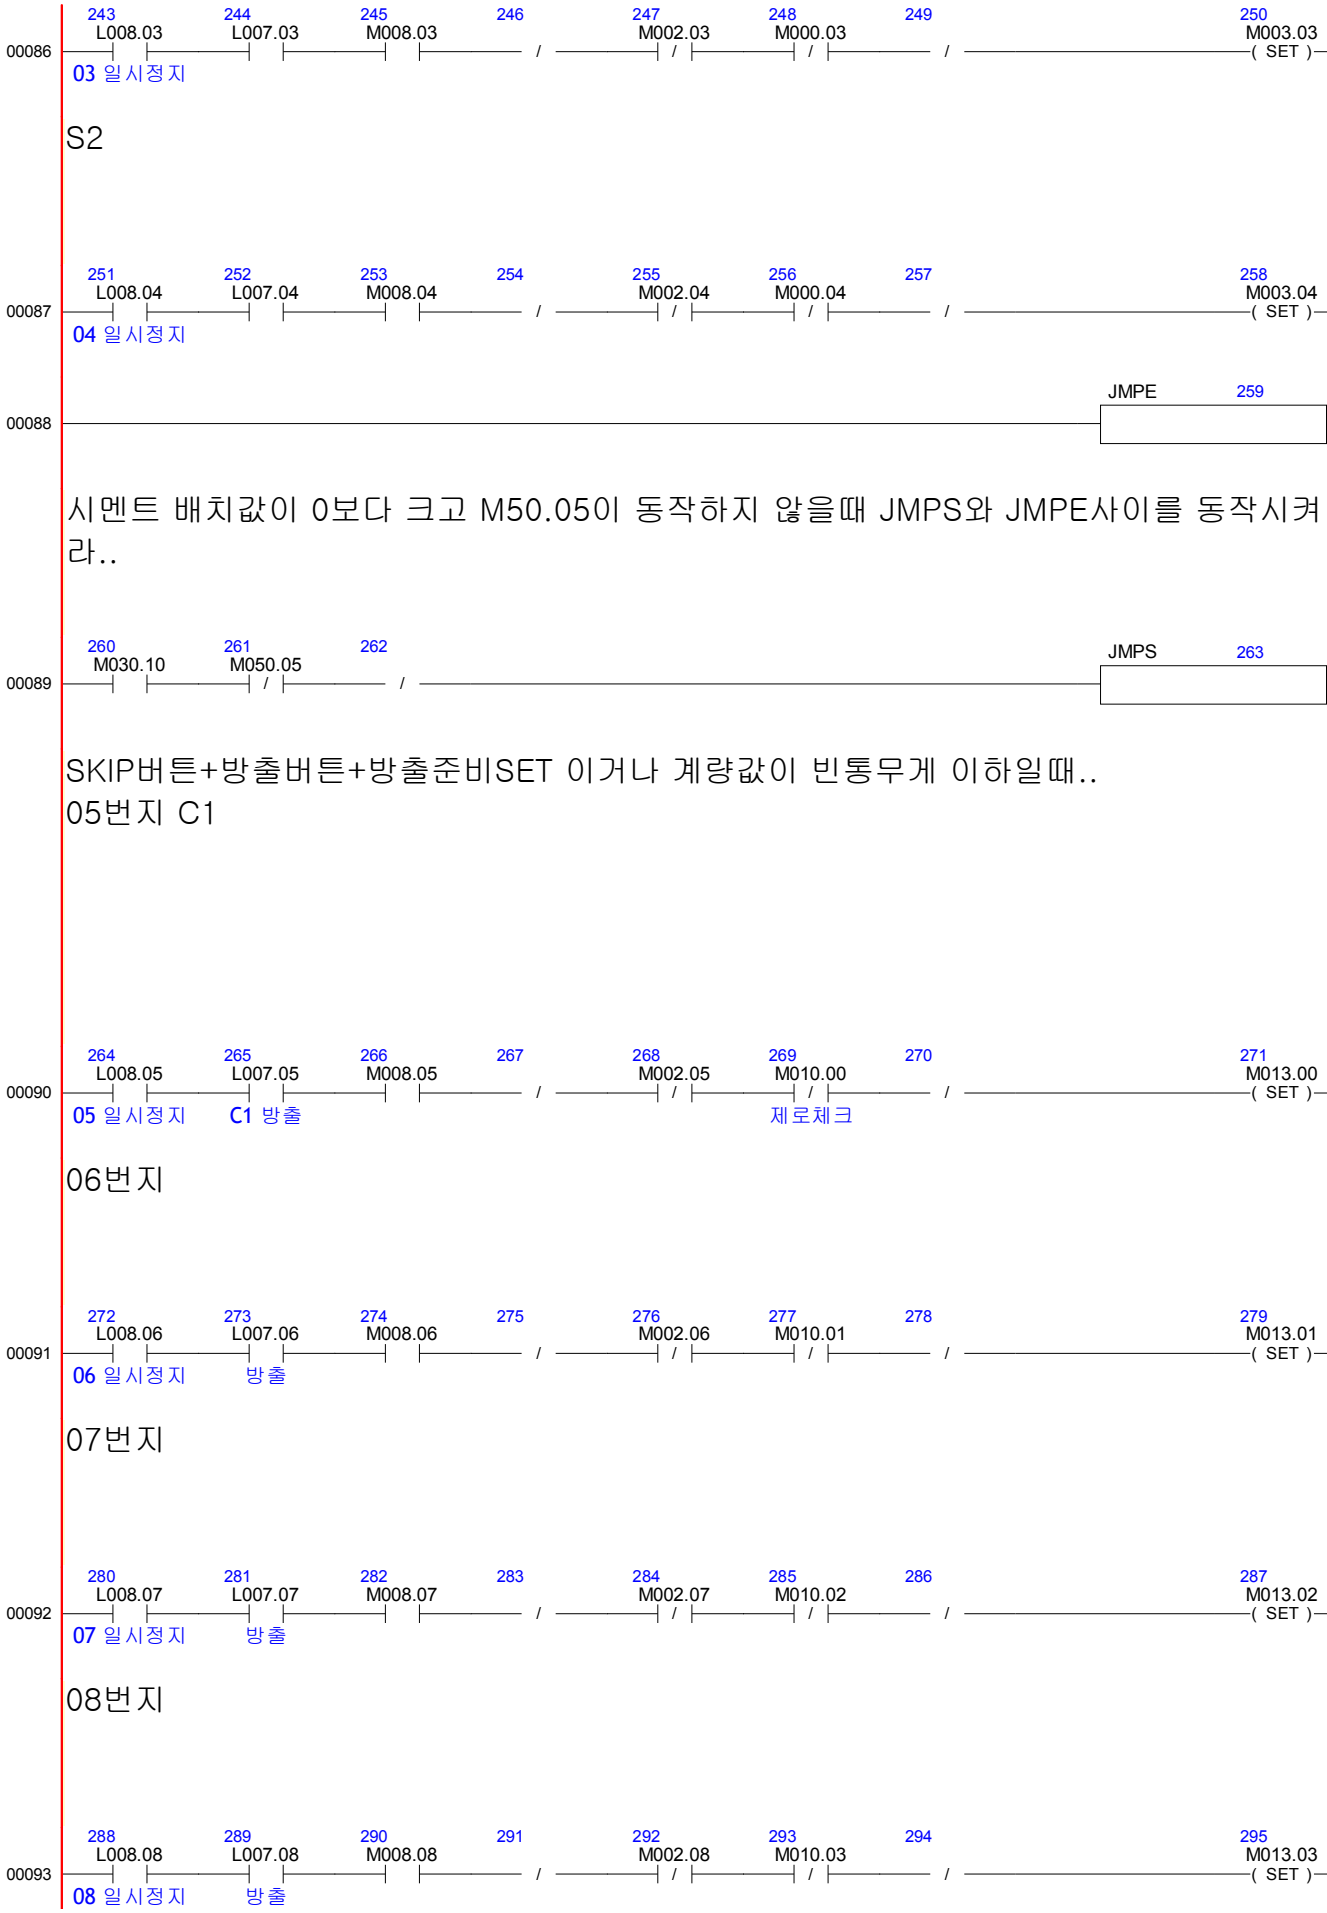 243 244 245 246 247 248 249 250
L008.03 L007.03 M008.03 M002.03 M000.03 M003.03
00086 / / / / ( SET )
03 일시정지
S2
251 252 253 254 255 256 257 258
L008.04 L007.04 M008.04 M002.04 M000.04 M003.04
00087 / / / / ( SET )
04 일시정지
JMPE 259
00088
시멘트 배치값이 0보다 크고 M50.05이 동작하지 않을때 JMPS와 JMPE사이를 동작시켜
라..
260 261 262
M030.10 M050.05
JMPS 263
00089 / /
SKIP버튼+방출버튼+방출준비SET 이거나 계량값이 빈통무게 이하일때..
05번지 C1
264 265 266 267 268 269 270 271
L008.05 L007.05 M008.05 M002.05 M010.00 M013.00
00090 / / / / ( SET )
05 일시정지 C1 방출 제로체크
06번지
272 273 274 275 276 277 278 279
L008.06 L007.06 M008.06 M002.06 M010.01 M013.01
00091 / / / / ( SET )
06 일시정지 방출
07번지
280 281 282 283 284 285 286 287
L008.07 L007.07 M008.07 M002.07 M010.02 M013.02
00092 / / / / ( SET )
07 일시정지 방출
08번지
288 289 290 291 292 293 294 295
L008.08 L007.08 M008.08 M002.08 M010.03 M013.03
00093 / / / / ( SET )
08 일시정지 방출